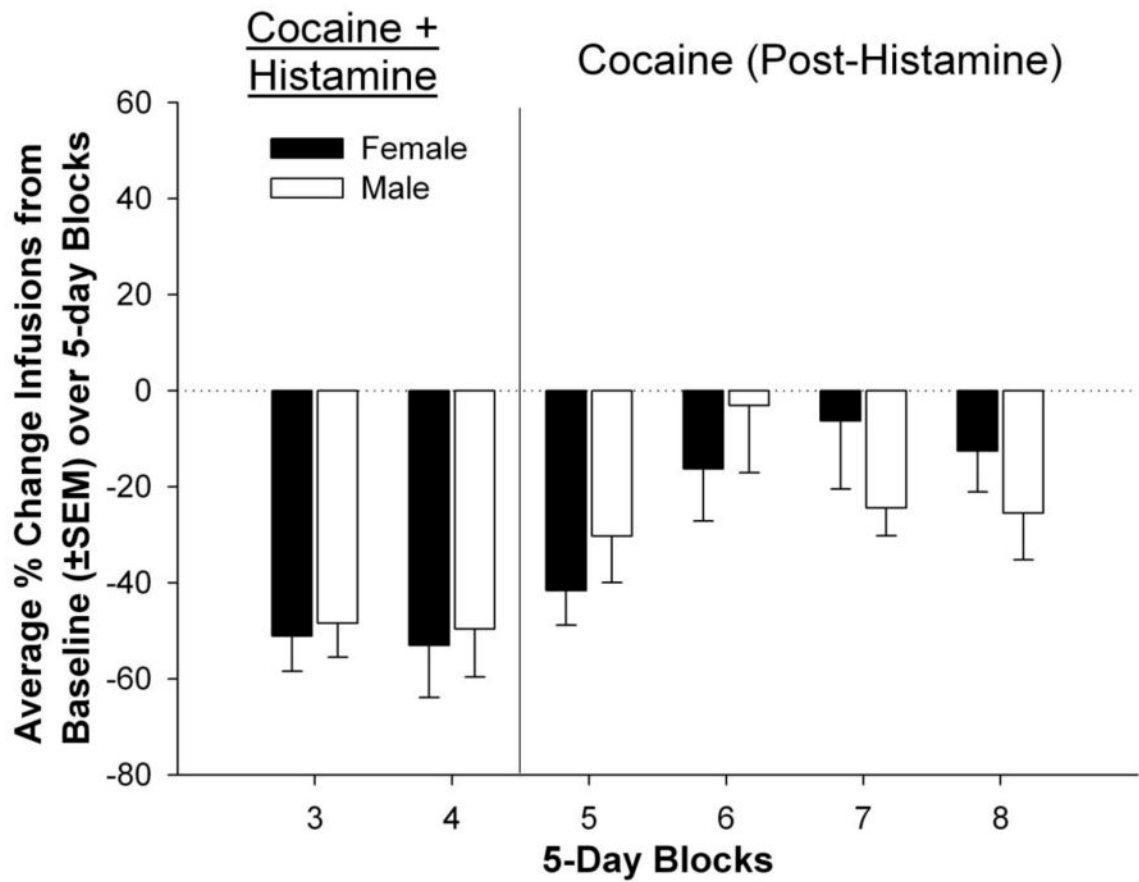 Cocaine +
Histamine
Cocaine (Post-Histamine)
Female
Male
Average % Change Infusions from
Baseline (±SEM) over 5-day Blocks
60
40
20
0
-20
-40
-60
-80
3 4 5 6 7 8
5-Day Blocks